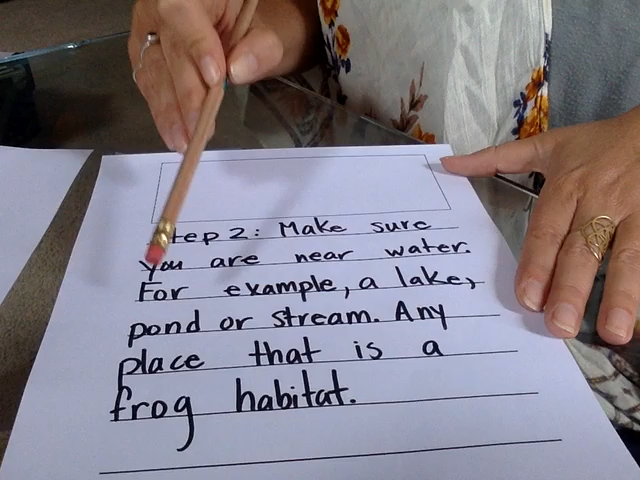 Step 2: Make sure
you are near water.
For example, a lake,
pond or stream. Any
place that is a
frog habitat.